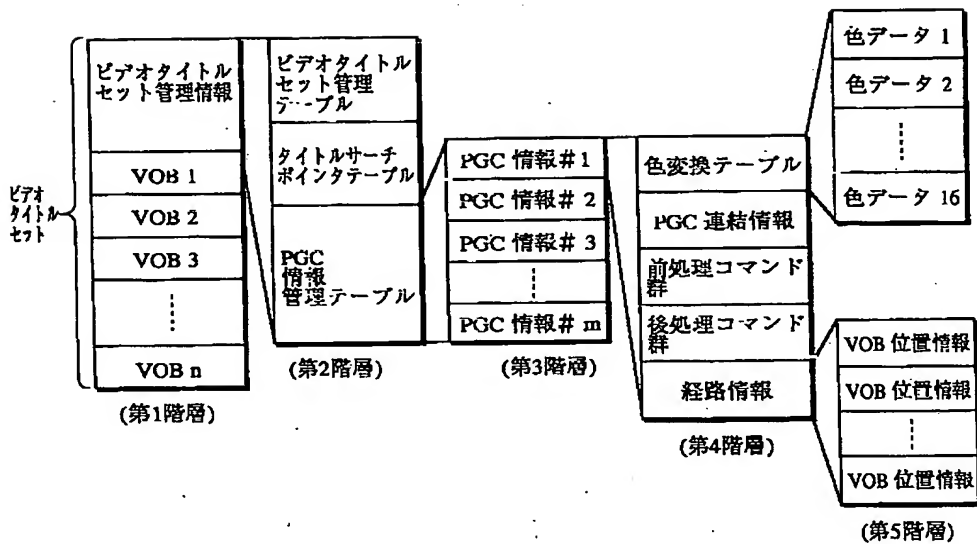 ビデオ
タイトル
セット
ビデオタイトル
セット管理情報
VOB 1
VOB 2
VOB 3
VOB n
(第1階層)
ビデオタイトル
セット管理
テーブル
タイトルサーチ
ポインタテーブル
PGC
情報
管理テーブル
(第2階層)
PGC 情報# 1
PGC 情報# 2
PGC 情報# 3
PGC 情報# m
(第3階層)
色変換テーブル
PGC 連結情報
前処理コマンド
群
後処理コマンド
群
経路情報
(第4階層)
色データ 1
色データ 2
色データ 16
VOB 位置情報
VOB 位置情報
VOB 位置情報
(第5階層)